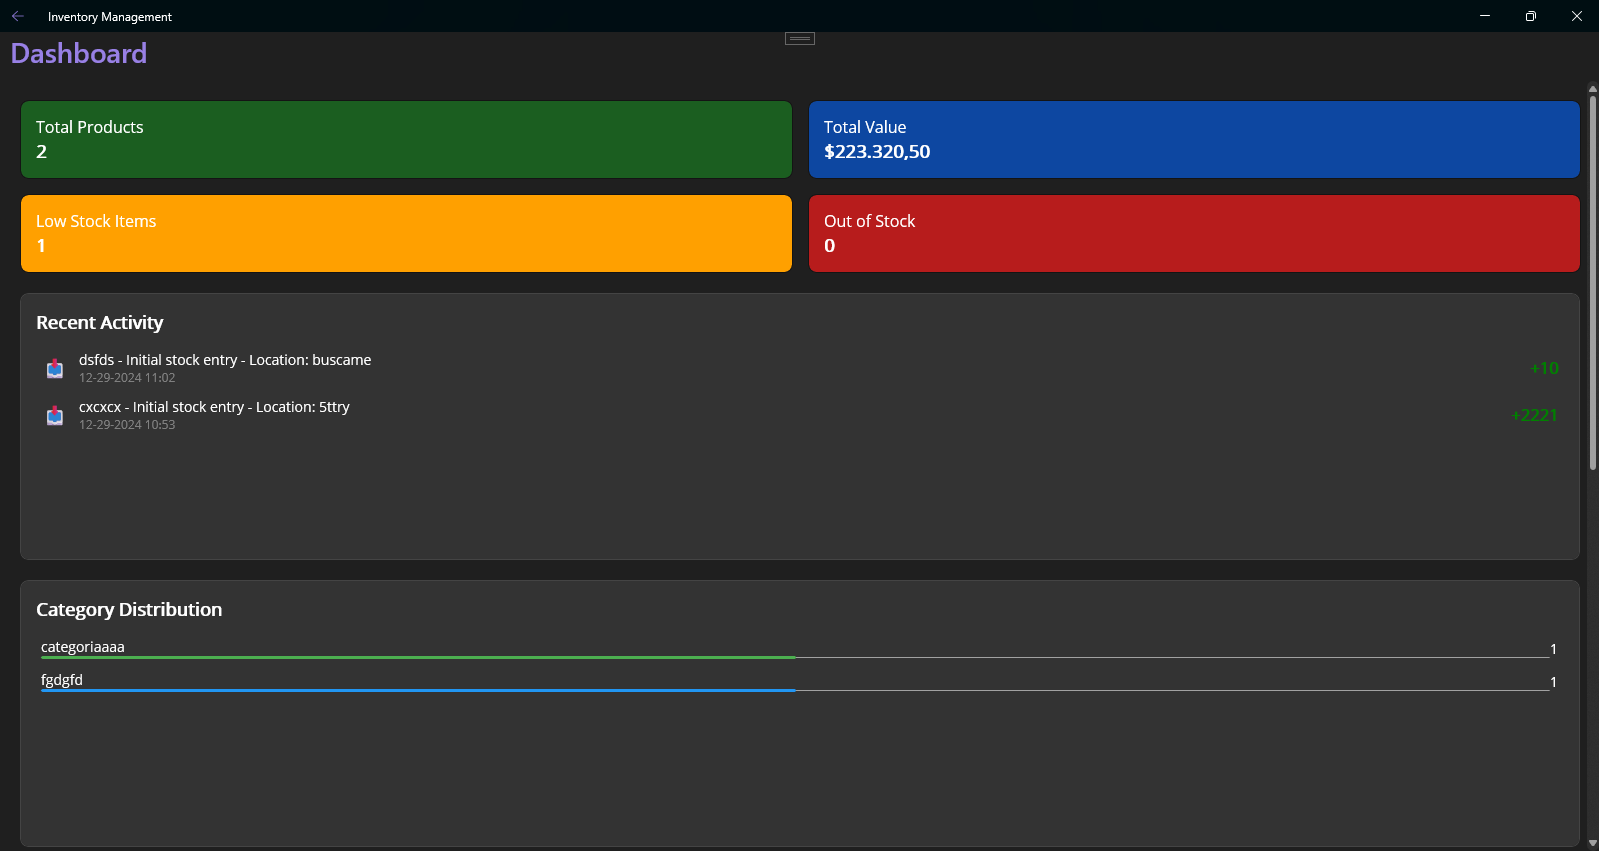 Inventory Management
Dashboard
Total Products
2
Total Value
$223.320,50
Low Stock Items
1
Out of Stock
0
Recent Activity
dsfds - Initial stock entry - Location: buscame
12-29-2024 11:02
+10
cxcxcx - Initial stock entry - Location: 5ttry
12-29-2024 10:53
+2221
Category Distribution
categoriaaaa
1
fgdgfd
1